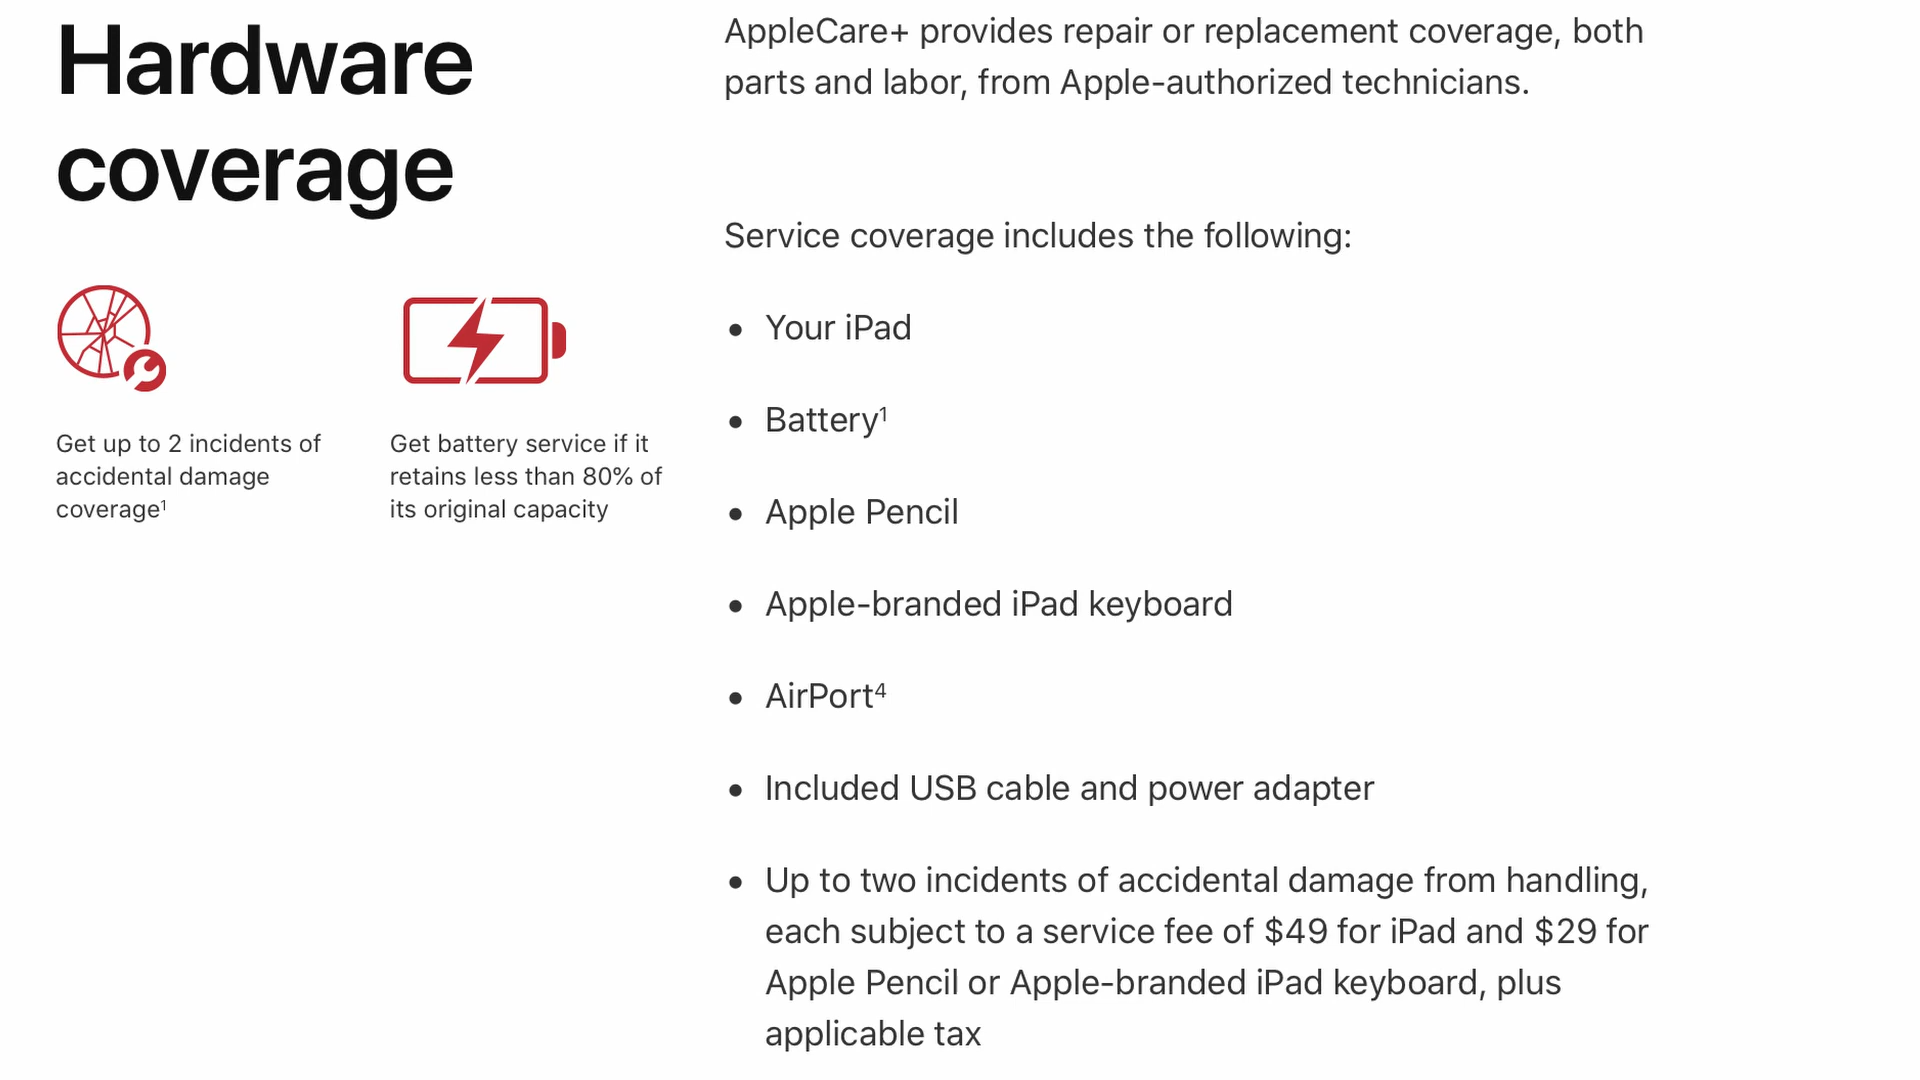 Hardware
coverage
Get up to 2 incidents of
accidental damage
coverage¹
Get battery service if it
retains less than 80% of
its original capacity
AppleCare+ provides repair or replacement coverage, both
parts and labor, from Apple-authorized technicians.
Service coverage includes the following:
• Your iPad
• Battery¹
• Apple Pencil
• Apple-branded iPad keyboard
• AirPort⁴
• Included USB cable and power adapter
• Up to two incidents of accidental damage from handling,
each subject to a service fee of $49 for iPad and $29 for
Apple Pencil or Apple-branded iPad keyboard, plus
applicable tax